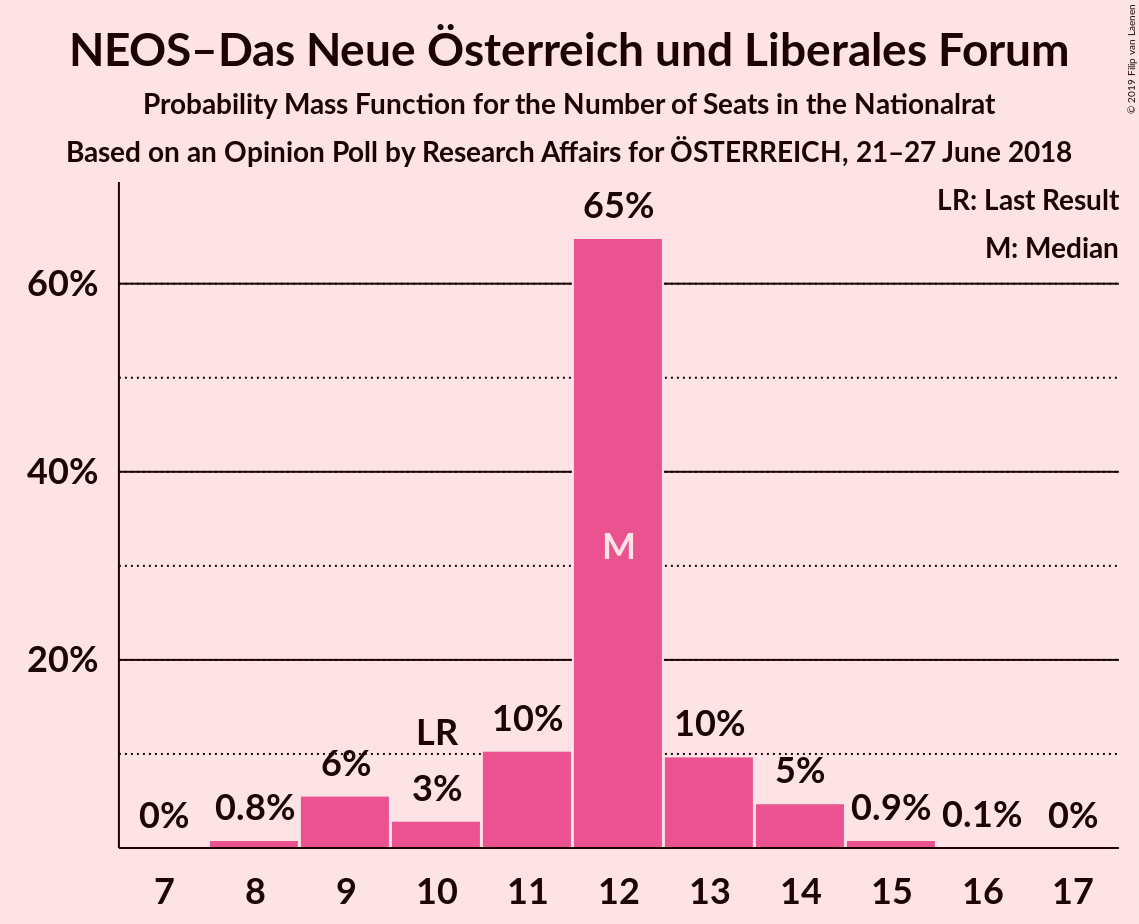 NEOS–Das Neue Österreich und Liberales Forum
Probability Mass Function for the Number of Seats in the Nationalrat
Based on an Opinion Poll by Research Affairs for ÖSTERREICH, 21–27 June 2018
© 2019 Filip van Laenen
LR: Last Result
M: Median
65%
60%
40%
M
20%
10%
10%
LR
6%
5%
3%
0%
0.8%
0.9%
0.1%
0%
7 8 9 10 11 12 13 14 15 16 17